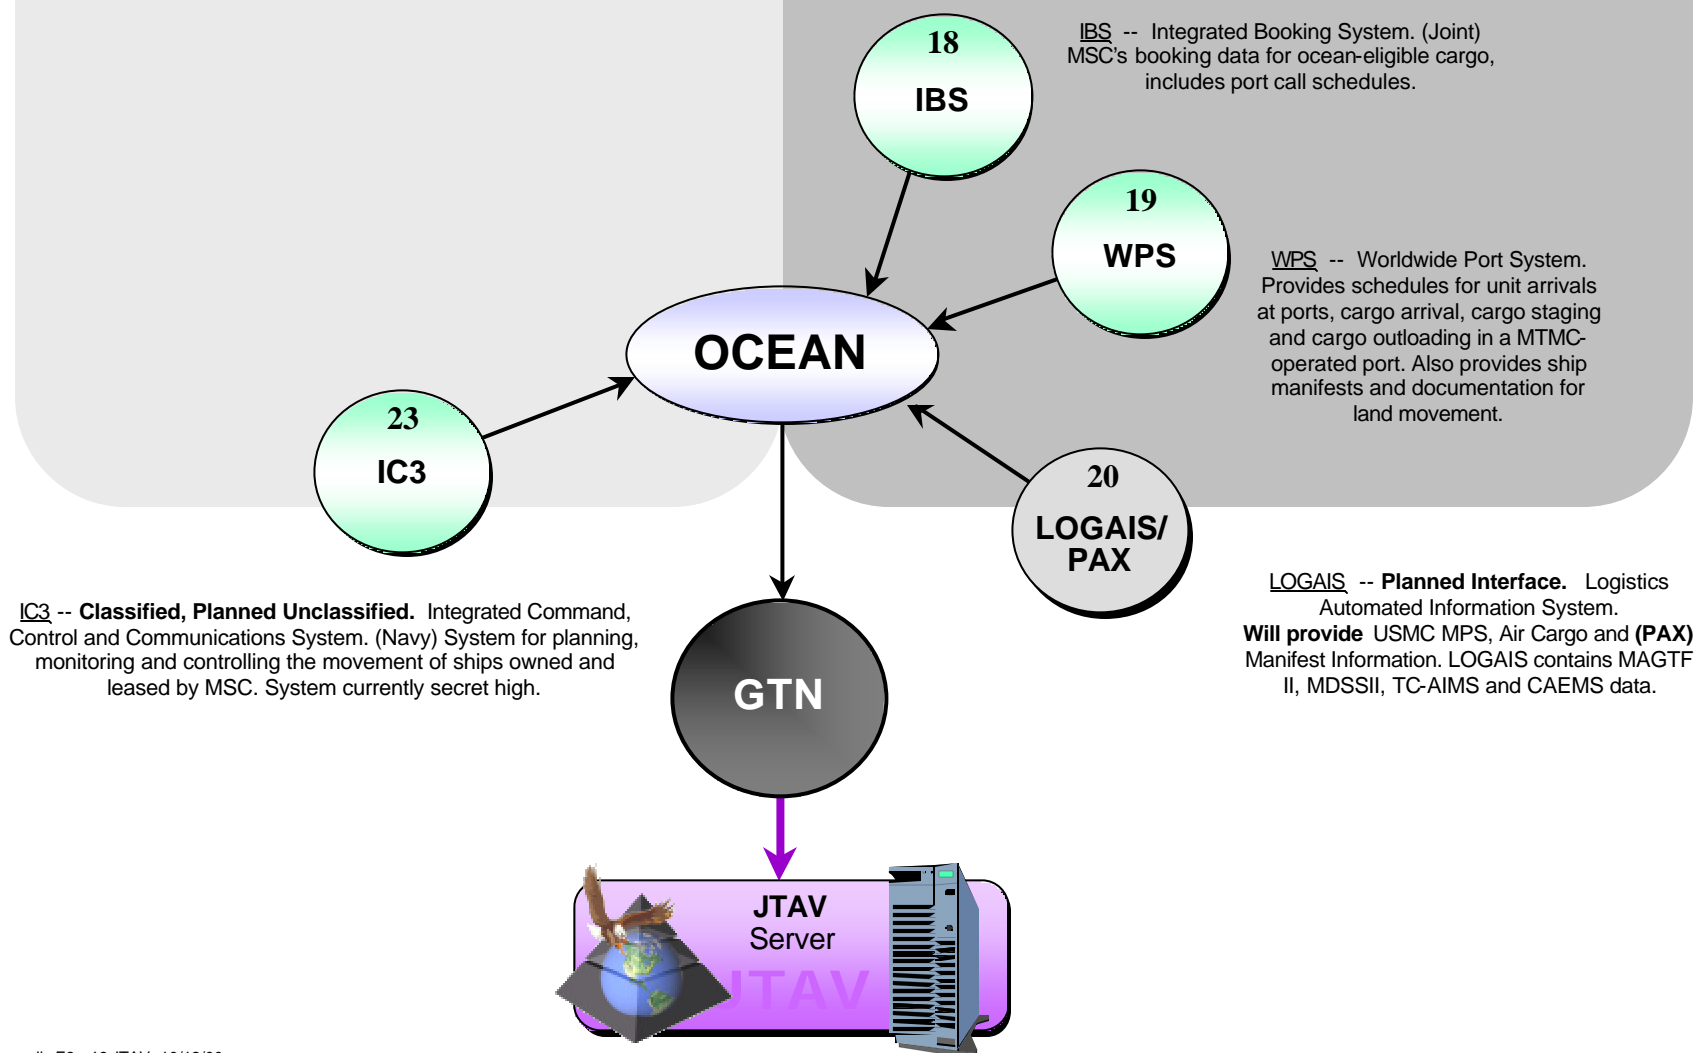 18
IBS
IBS -- Integrated Booking System. (Joint)
MSC's booking data for ocean-eligible cargo,
includes port call schedules.
19
WPS
WPS -- Worldwide Port System.
Provides schedules for unit arrivals
at ports, cargo arrival, cargo staging
and cargo outloading in a MTMC-
operated port. Also provides ship
manifests and documentation for
land movement.
OCEAN
23
IC3
20
LOGAIS/
PAX
IC3 -- Classified, Planned Unclassified. Integrated Command,
Control and Communications System. (Navy) System for planning,
monitoring and controlling the movement of ships owned and
leased by MSC. System currently secret high.
LOGAIS -- Planned Interface. Logistics
Automated Information System.
Will provide USMC MPS, Air Cargo and (PAX)
Manifest Information. LOGAIS contains MAGTF
II, MDSSII, TC-AIMS and CAEMS data.
GTN
JTAV
Server
JTAV